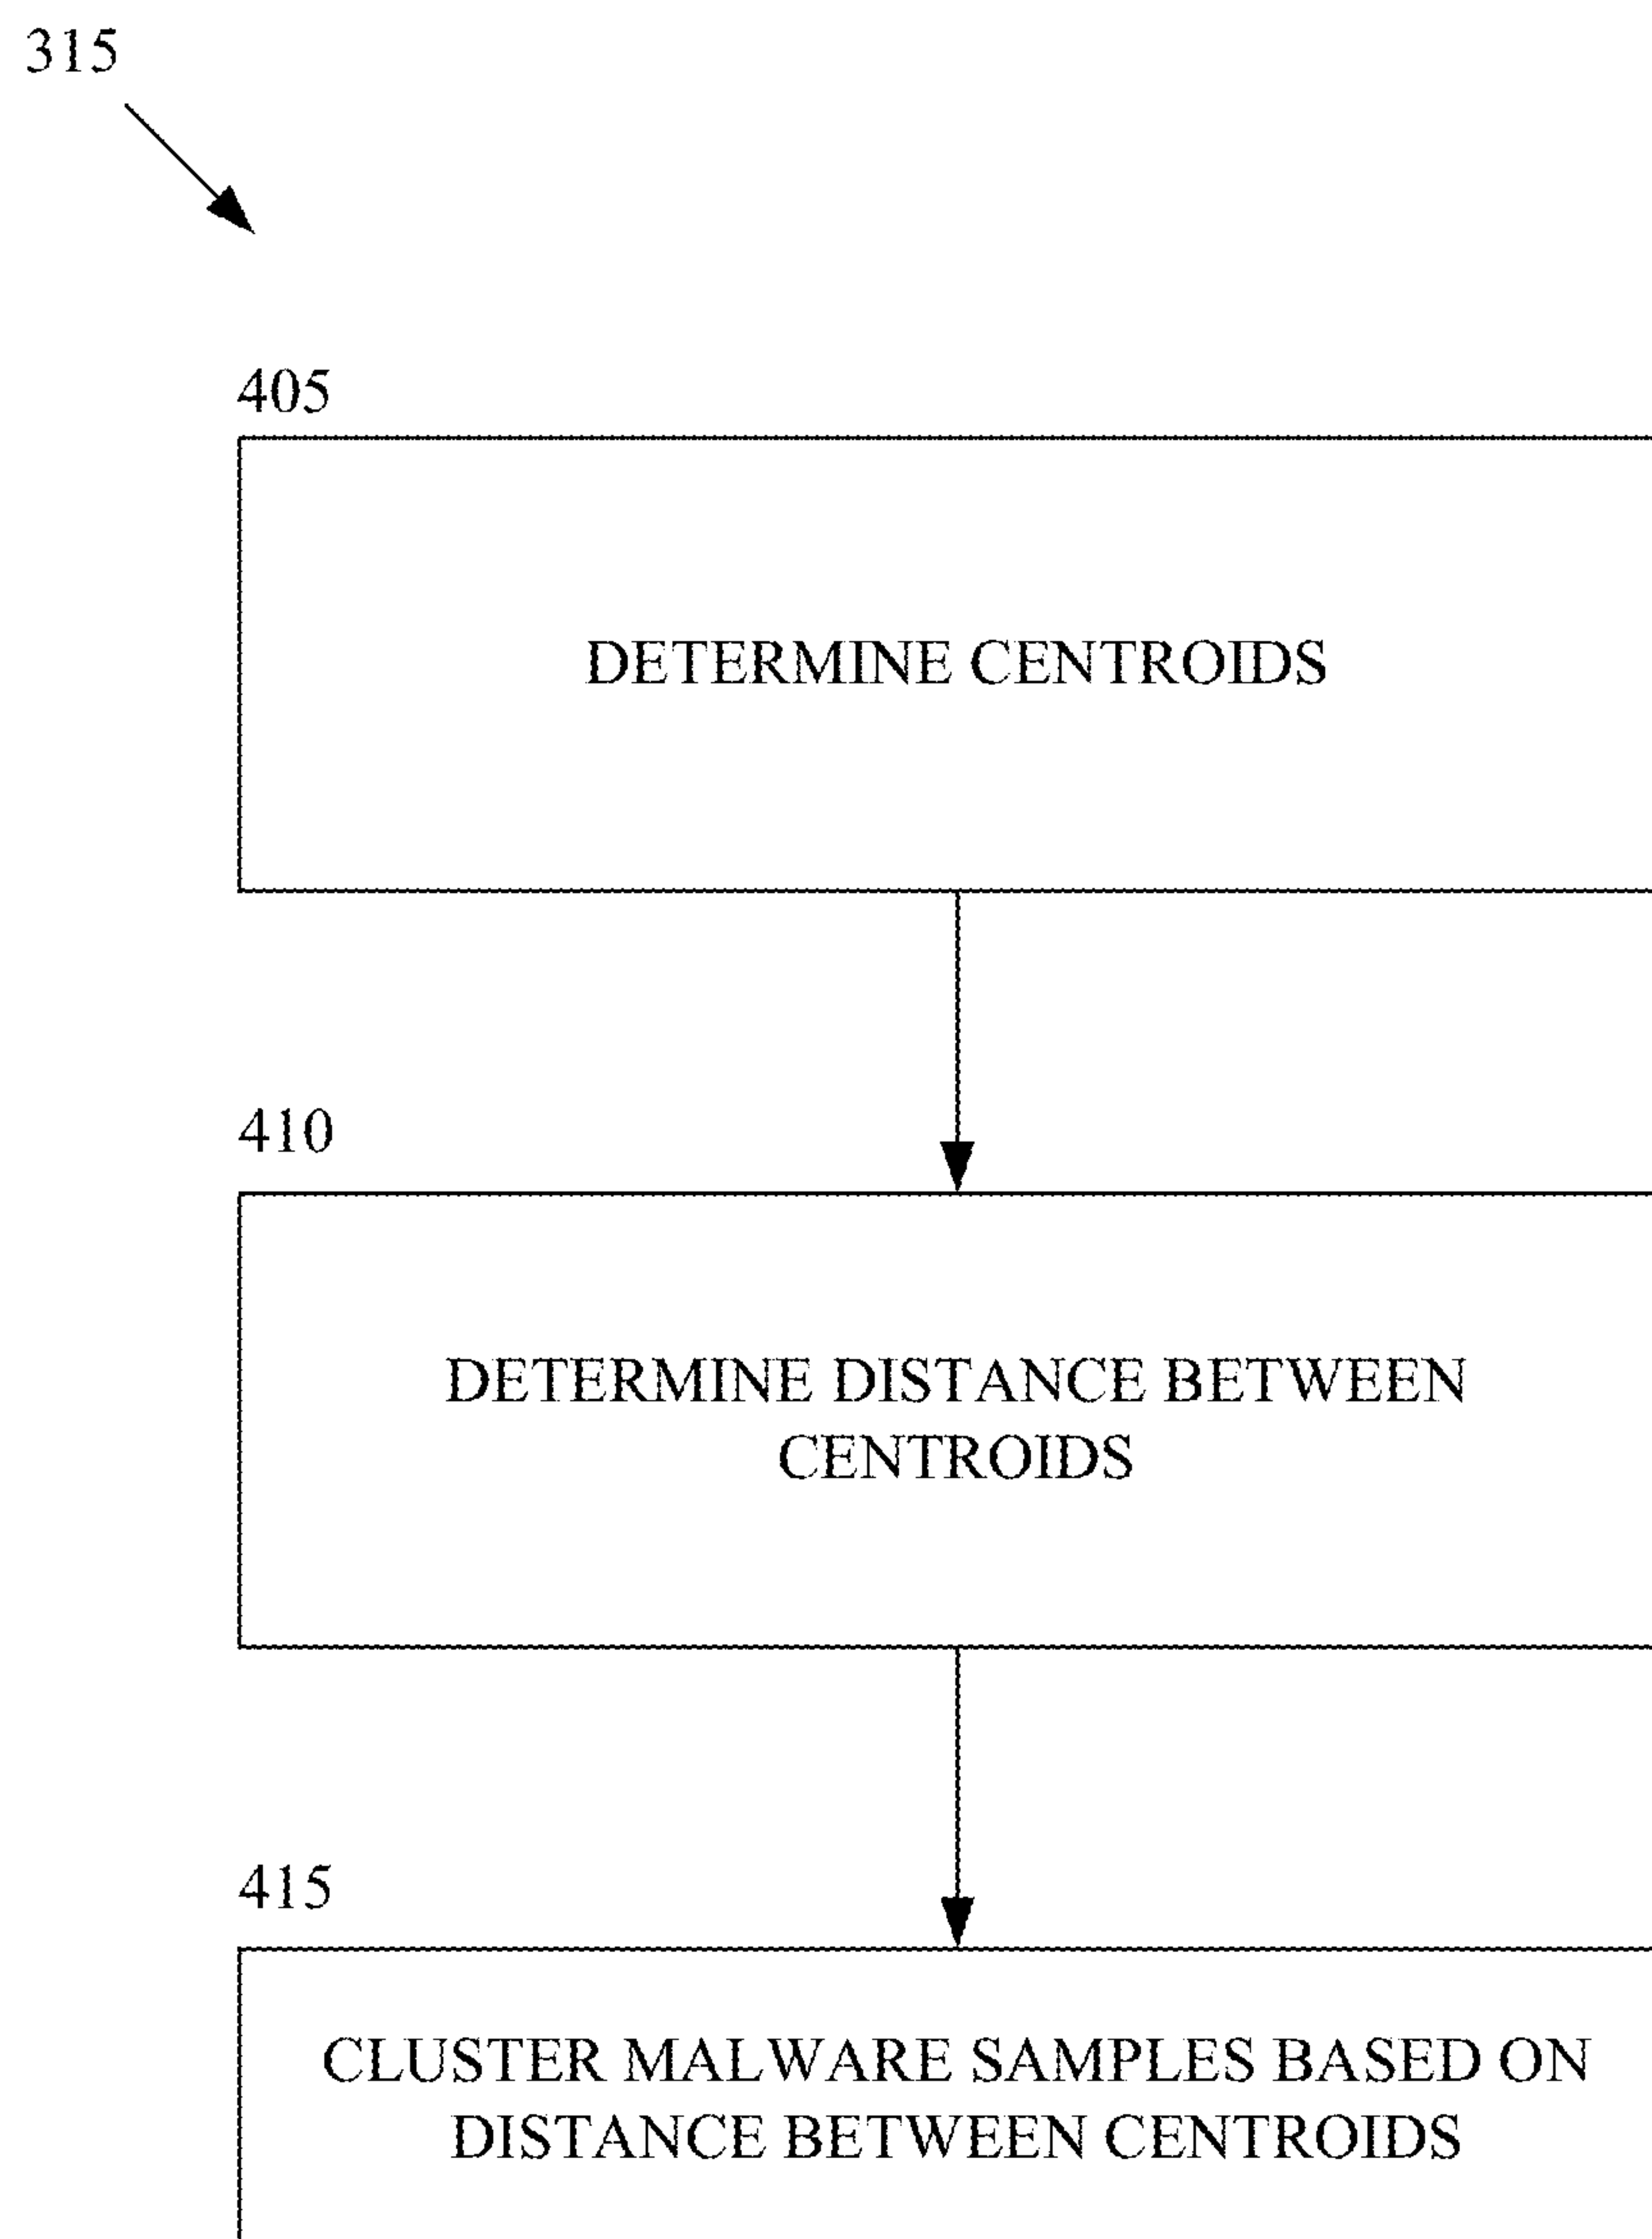 315
405
DETERMINE CENTROIDS
410
DETERMINE DISTANCE BETWEEN
CENTROIDS
415
CLUSTER MALWARE SAMPLES BASED ON
DISTANCE BETWEEN CENTROIDS